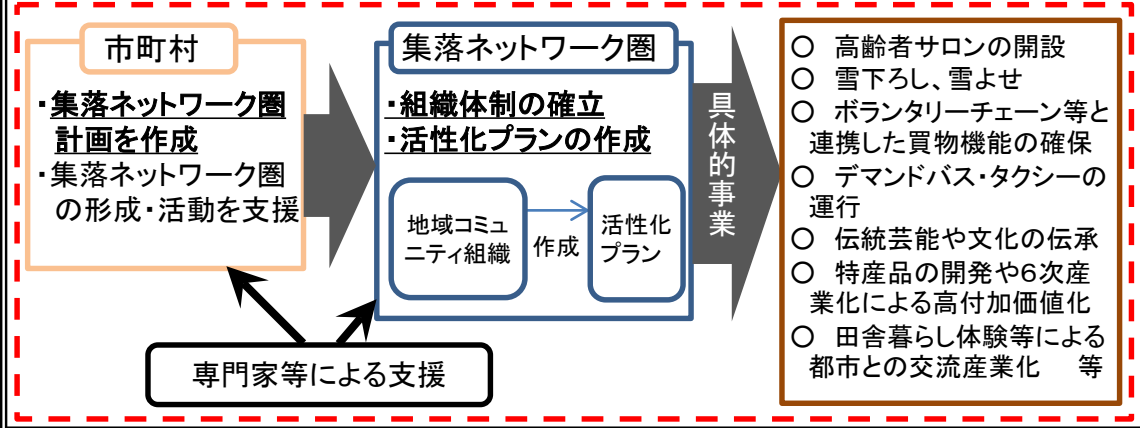 市町村
・集落ネットワーク圏
計画を作成
・集落ネットワーク圏
の形成・活動を支援
集落ネットワーク圏
・組織体制の確立
・活性化プランの作成
地域コミュ
ニティ組織
作成
活性化
プラン
専門家等による支援
具体的事業
○ 高齢者サロンの開設
○ 雪下ろし、雪よせ
○ ボランタリーチェーン等と
連携した買物機能の確保
○ デマンドバス・タクシーの
運行
○ 伝統芸能や文化の伝承
○ 特産品の開発や6次産
業化による高付加価値化
○ 田舎暮らし体験等による
都市との交流産業化 等